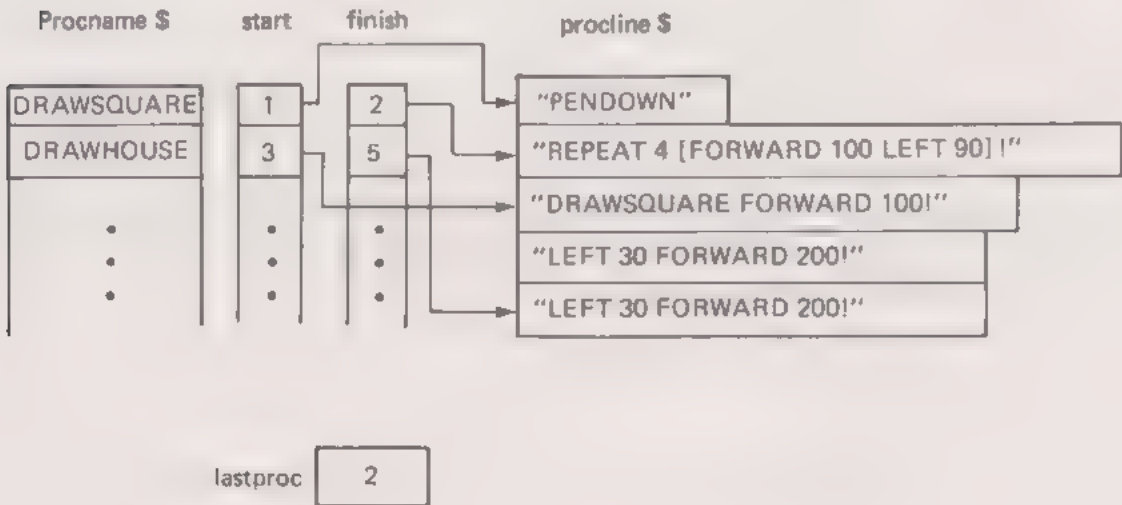 Procname $ start finish procline $
DRAWSQUARE 1 2 "PENDOWN"
DRAWHOUSE 3 5 "REPEAT 4 [FORWARD 100 LEFT 90] !"
"DRAWSQUARE FORWARD 100!"
"LEFT 30 FORWARD 200!"
"LEFT 30 FORWARD 200!"
lastproc 2